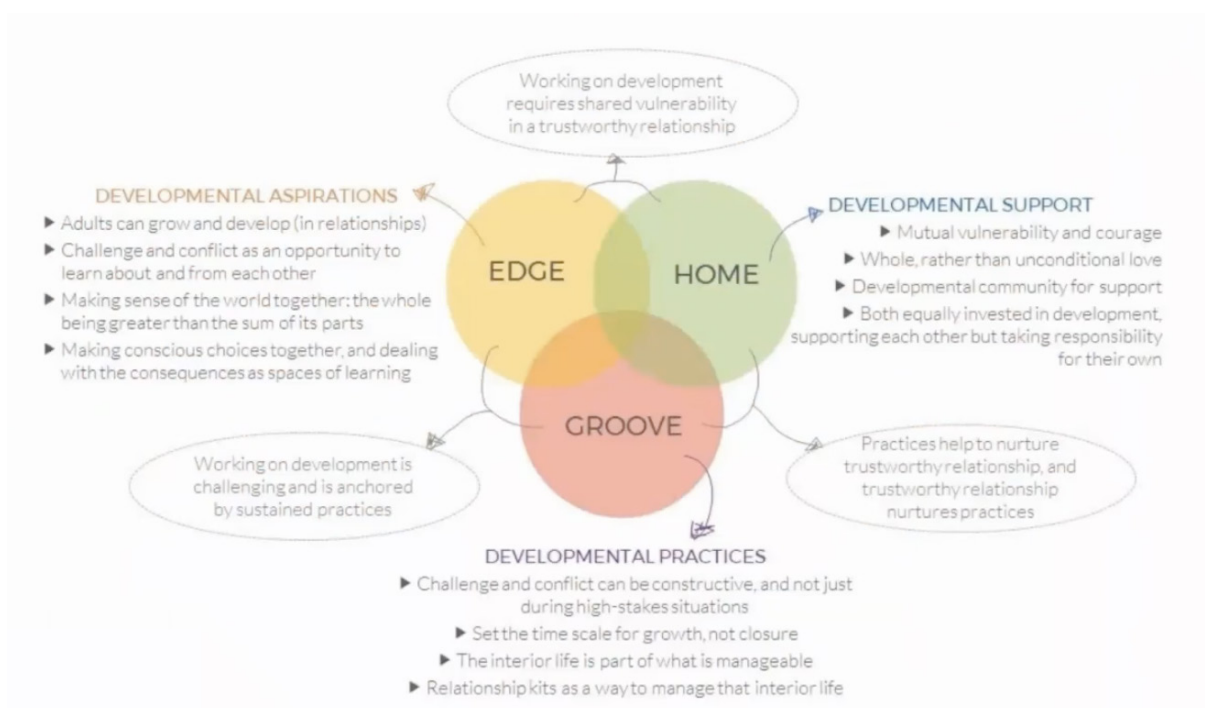 Working on development
requires shared vulnerability
in a trustworthy relationship
DEVELOPMENTAL ASPIRATIONS
Adults can grow and develop (in relationships)
Challenge and conflict as an opportunity to
learn about and from each other
Making sense of the world together: the whole
being greater than the sum of its parts
Making conscious choices together, and dealing
with the consequences as spaces of learning
EDGE
HOME
GROOVE
DEVELOPMENTAL SUPPORT
Mutual vulnerability and courage
Whole, rather than unconditional love
Developmental community for support
Both equally invested in development,
supporting each other but taking responsibility
for their own
Working on development is
challenging and is anchored
by sustained practices
Practices help to nurture
trustworthy relationship, and
trustworthy relationship
nurtures practices
DEVELOPMENTAL PRACTICES
Challenge and conflict can be constructive, and not just
during high-stakes situations
Set the time scale for growth, not closure
The interior life is part of what is manageable
Relationship kits as a way to manage that interior life